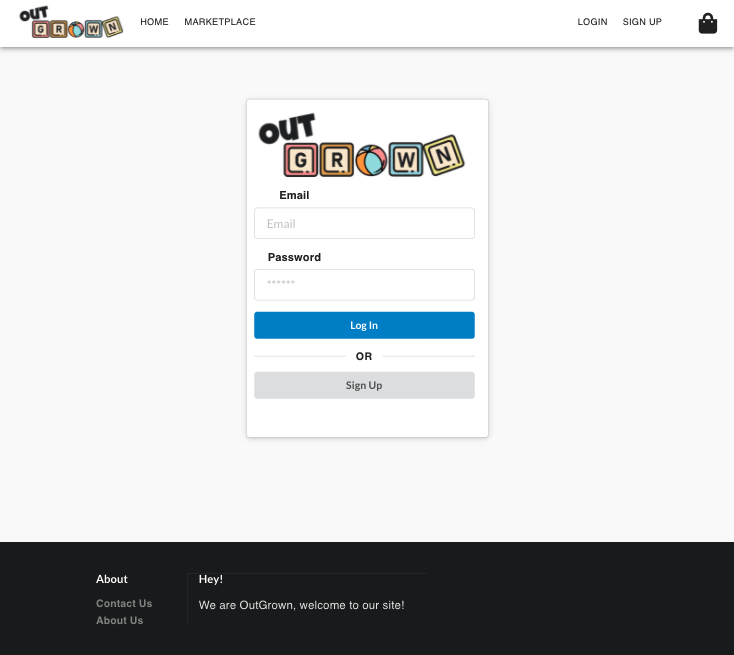 OUT
GROWN
HOME MARKETPLACE LOGIN SIGN UP
OUT
GROWN
Email
Email
Password
******
Log In
OR
Sign Up
About
Contact Us
About Us
Hey!
We are OutGrown, welcome to our site!